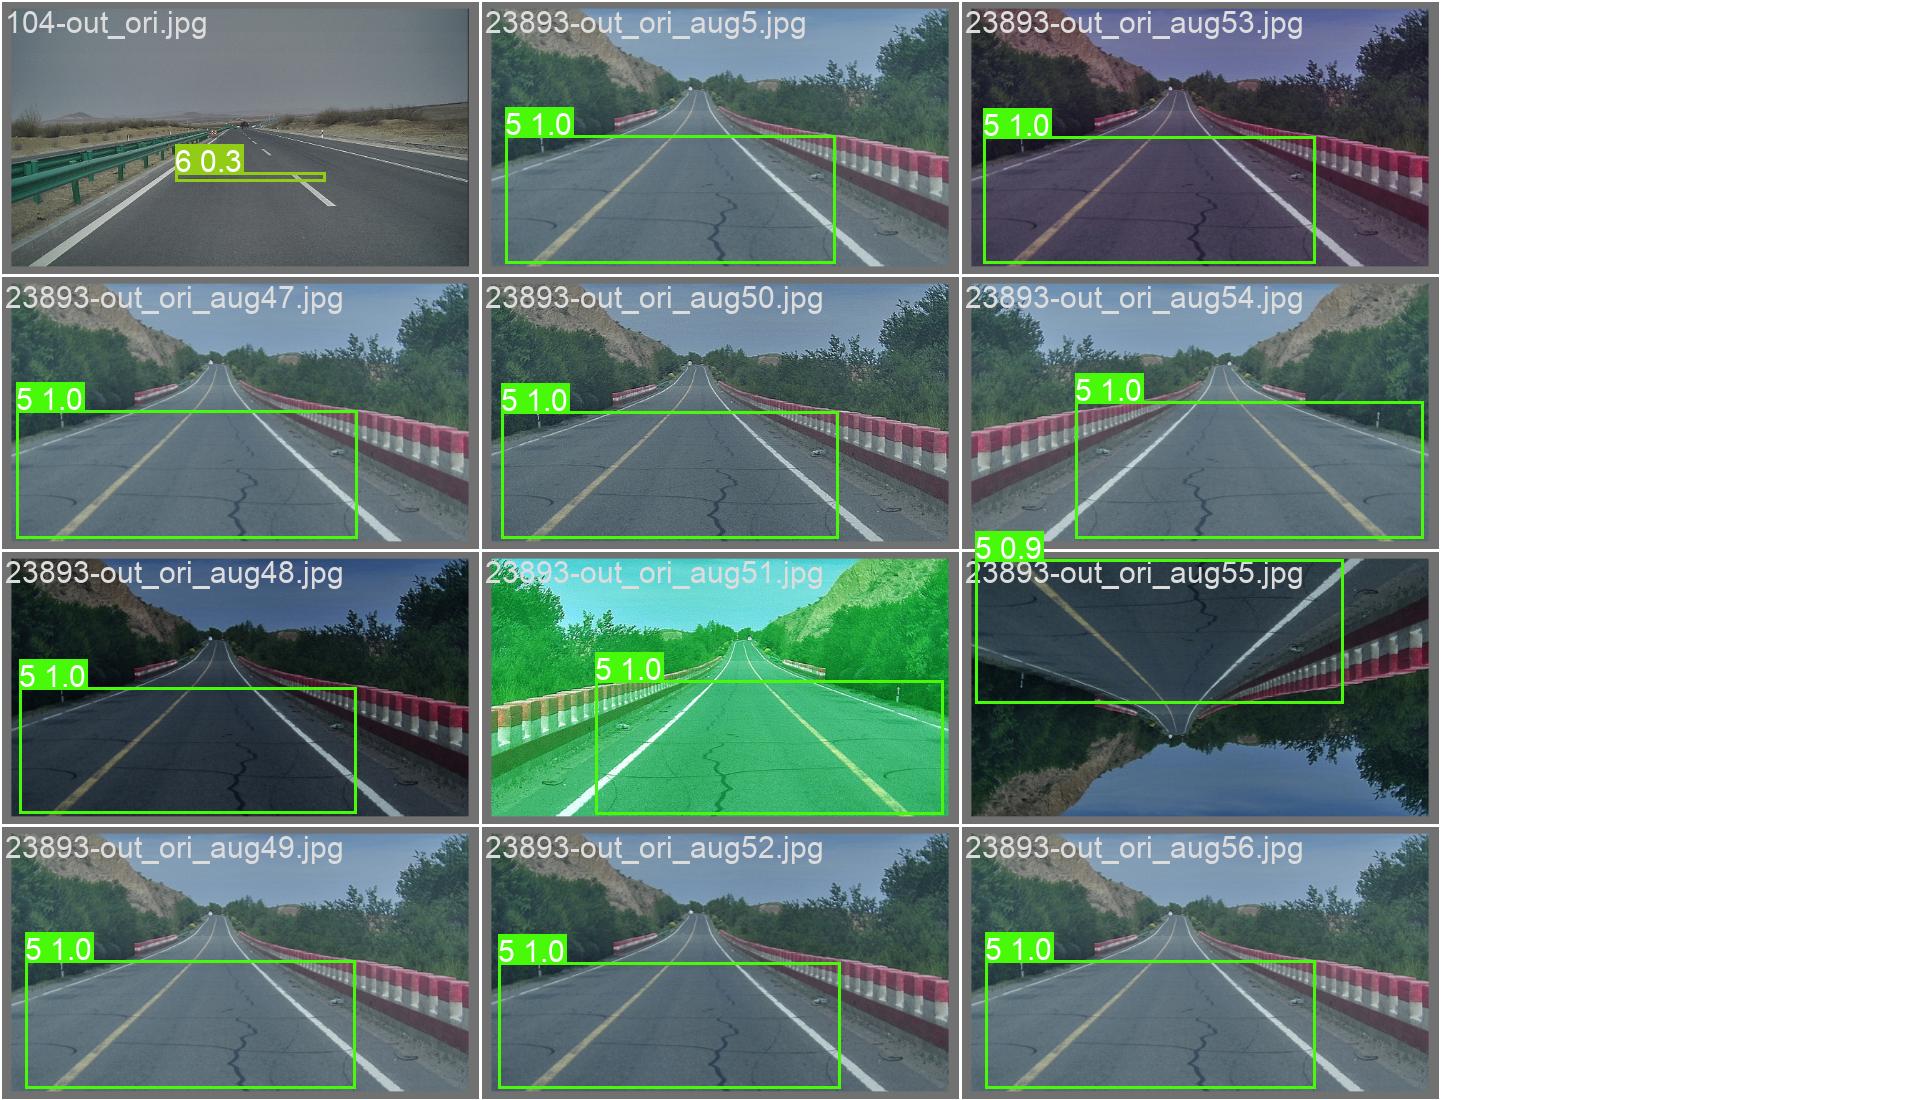 104-out_ori.jpg
6 0.3
23893-out_ori_aug5.jpg
5 1.0
23893-out_ori_aug53.jpg
5 1.0
23893-out_ori_aug47.jpg
5 1.0
23893-out_ori_aug50.jpg
5 1.0
23893-out_ori_aug54.jpg
5 1.0
23893-out_ori_aug48.jpg
5 1.0
23893-out_ori_aug51.jpg
5 1.0
5 0.9
23893-out_ori_aug55.jpg
23893-out_ori_aug49.jpg
5 1.0
23893-out_ori_aug52.jpg
5 1.0
23893-out_ori_aug56.jpg
5 1.0